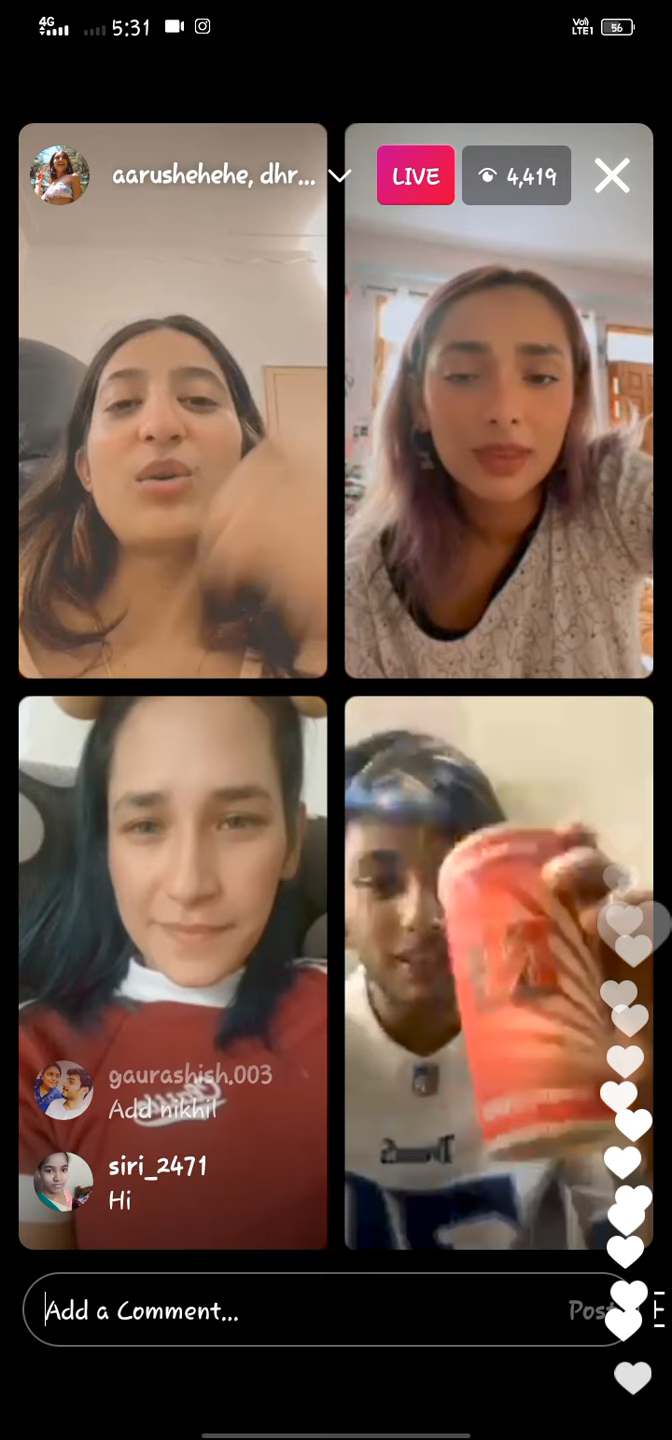 4G 5:31 Vo) LTE1 56
aarushehehe, dhr... LIVE 4,419
gaurashish.003
Add nikhil
siri_2471
Hi
Add a Comment... Post